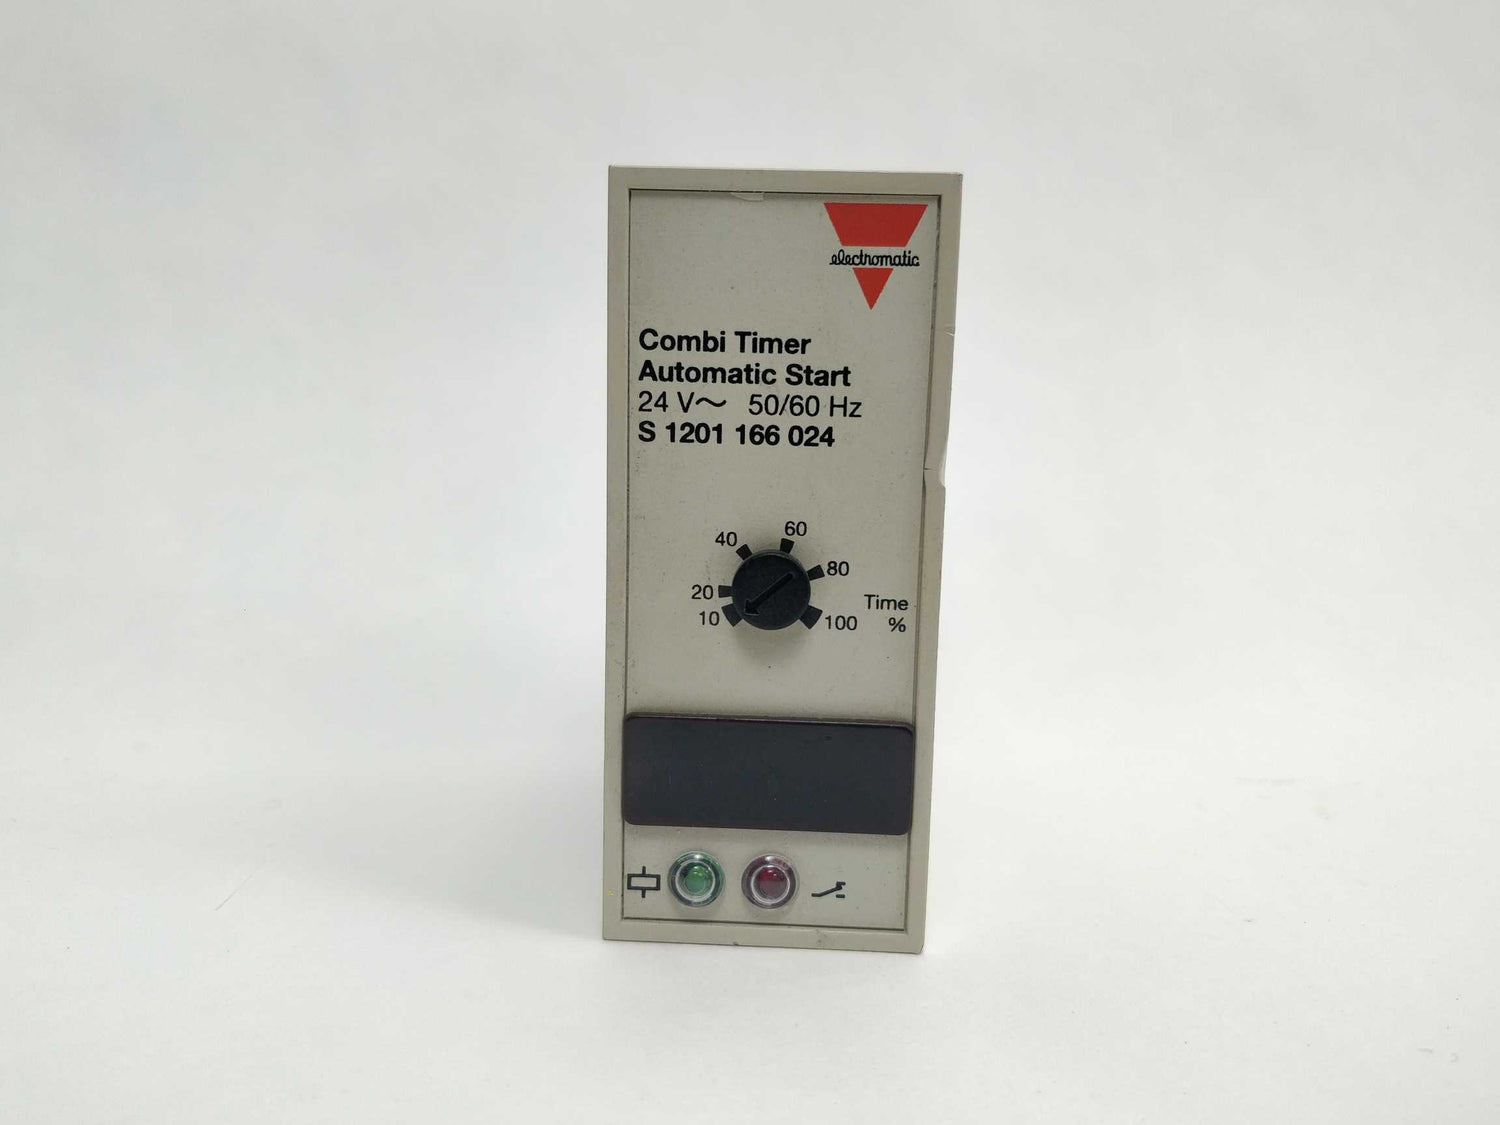 electromatic
Combi Timer
Automatic Start
24 V~ 50/60 Hz
S 1201 166 024
60
40
80
20
10
100
Time
%